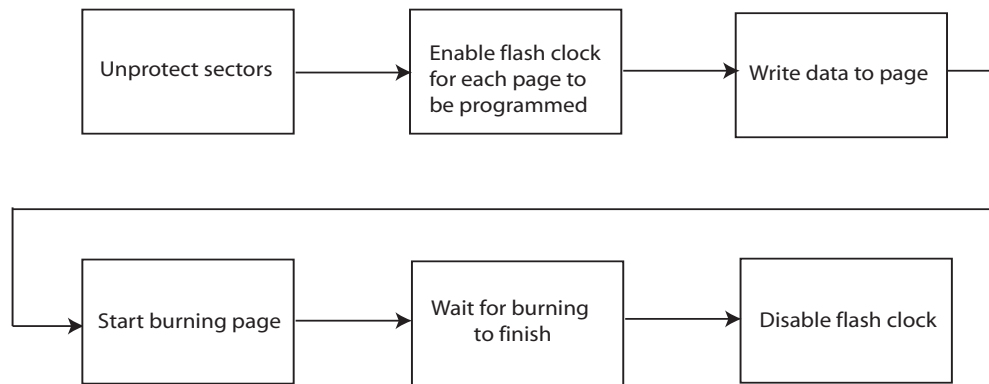 Unprotect sectors
Enable flash clock
for each page to
be programmed
Write data to page
Start burning page
Wait for burning
to finish
Disable flash clock